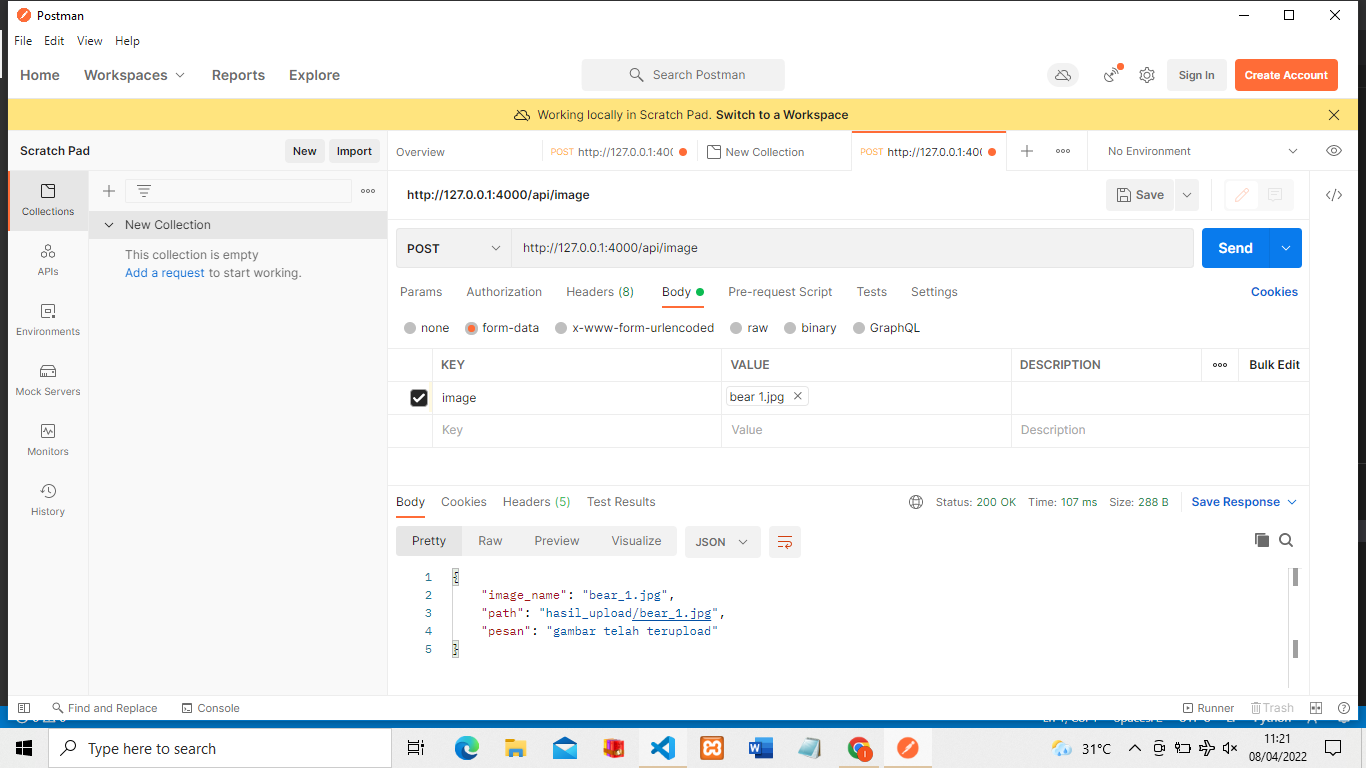 Postman
File Edit View Help
Home Workspaces Reports Explore Search Postman Sign In Create Account
Working locally in Scratch Pad. Switch to a Workspace
Scratch Pad New Import Overview POST http://127.0.0.1:400 New Collection POST http://127.0.0.1:400 No Environment
http://127.0.0.1:4000/api/image Save
Collections
New Collection
This collection is empty
Add a request to start working.
APIs
Environments
Mock Servers
Monitors
History
POST http://127.0.0.1:4000/api/image Send
Params Authorization Headers (8) Body Pre-request Script Tests Settings Cookies
none form-data x-www-form-urlencoded raw binary GraphQL
KEY VALUE DESCRIPTION Bulk Edit
image bear 1.jpg
Key Value Description
Body Cookies Headers (5) Test Results Status: 200 OK Time: 107 ms Size: 288 B Save Response
Pretty Raw Preview Visualize JSON
1 {
2 "image_name": "bear_1.jpg",
3 "path": "hasil_upload/bear_1.jpg",
4 "pesan": "gambar telah terupload"
5 }
Find and Replace Console Runner Trash
Type here to search 31°C 11:21
08/04/2022